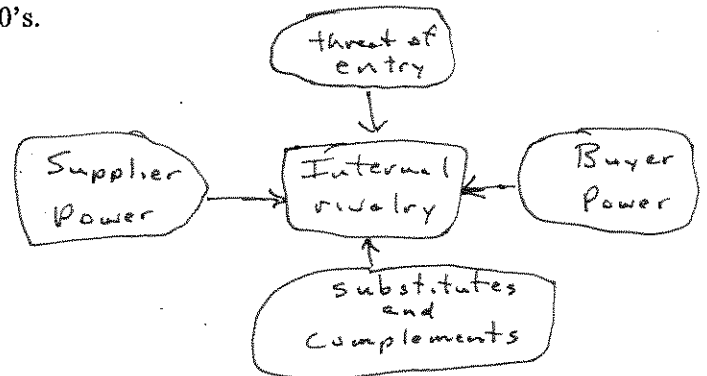 0's.
threat of
entry
Supplier
Power
Internal
rivalry
Buyer
Power
substitutes
and
complements